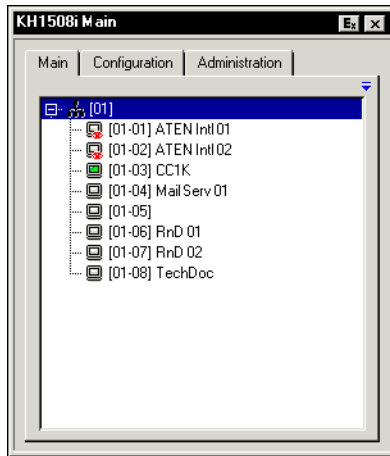 KH1508i Main
Ex
Main Configuration Administration
[01]
[01-01] ATEN Intl 01
[01-02] ATEN Intl 02
[01-03] CC1K
[01-04] Mail Serv 01
[01-05]
[01-06] RnD 01
[01-07] RnD 02
[01-08] TechDoc